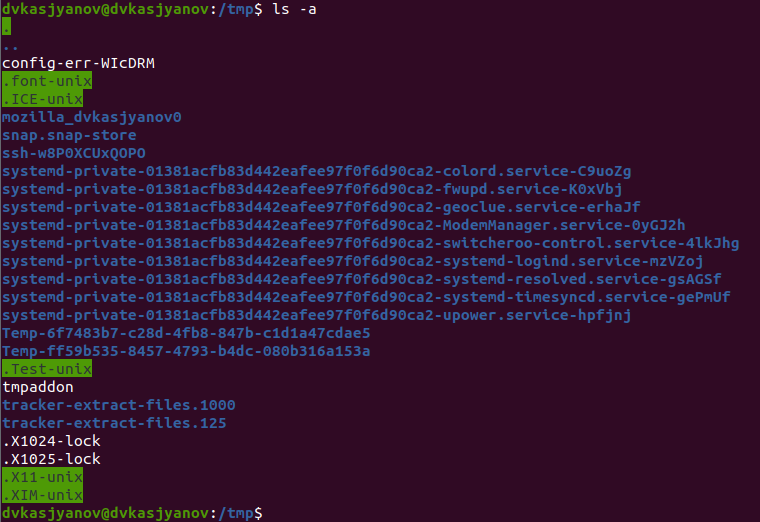 dvkasjyanov@dvkasjyanov:/tmp$ ls -a
.
..
config-err-WIcDRM
.font-unix
.ICE-unix
mozilla_dvkasjyanov0
snap.snap-store
ssh-w8P0XCUxQOPO
systemd-private-01381acfb83d442eafee97f0f6d90ca2-colord.service-C9uoZg
systemd-private-01381acfb83d442eafee97f0f6d90ca2-fwupd.service-K0xVbj
systemd-private-01381acfb83d442eafee97f0f6d90ca2-geoclue.service-erhaJf
systemd-private-01381acfb83d442eafee97f0f6d90ca2-ModemManager.service-0yGJ2h
systemd-private-01381acfb83d442eafee97f0f6d90ca2-switcheroo-control.service-4lkJhg
systemd-private-01381acfb83d442eafee97f0f6d90ca2-systemd-logind.service-mzVZoj
systemd-private-01381acfb83d442eafee97f0f6d90ca2-systemd-resolved.service-gsAGSf
systemd-private-01381acfb83d442eafee97f0f6d90ca2-systemd-timesyncd.service-gePmUf
systemd-private-01381acfb83d442eafee97f0f6d90ca2-upower.service-hpfjnj
Temp-6f7483b7-c28d-4fb8-847b-c1d1a47cdae5
Temp-ff59b535-8457-4793-b4dc-080b316a153a
.Test-unix
tmpaddon
tracker-extract-files.1000
tracker-extract-files.125
.X1024-lock
.X1025-lock
.X11-unix
.XIM-unix
dvkasjyanov@dvkasjyanov:/tmp$